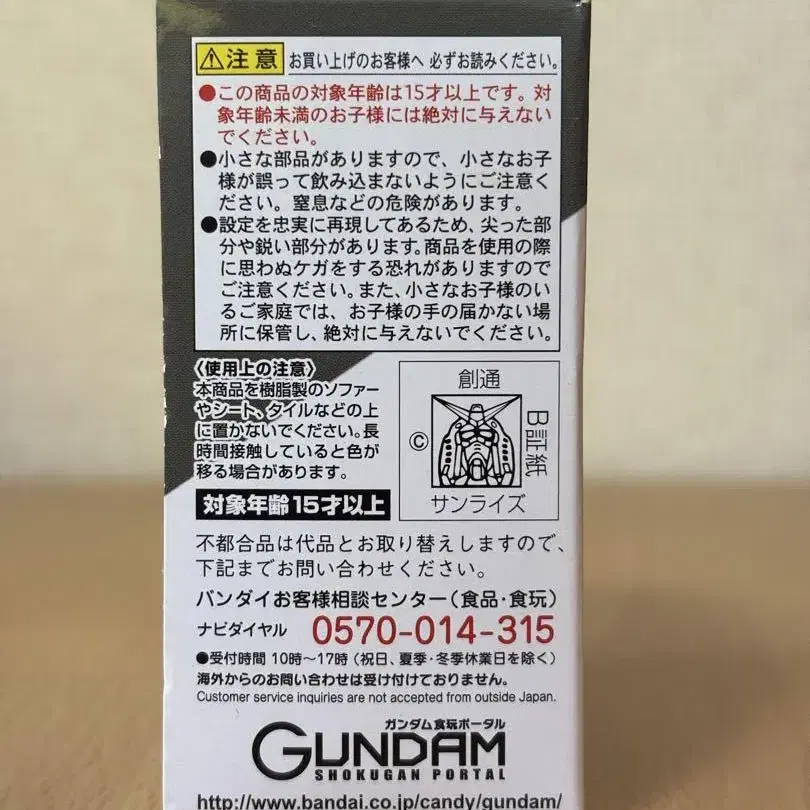 ⚠注意 お買い上げのお客様へ 必ずお読みください。
●この商品の対象年齢は15才以上です。対
象年齢未満のお子様には絶対に与えない
でください。
●小さな部品がありますので、小さなお子
様が誤って飲み込まないようにご注意く
ださい。窒息などの危険があります。
●設定を忠実に再現してあるため、尖った部
分や鋭い部分があります。商品を使用の際
に思わぬケガをする恐れがありますので
ご注意ください。また、小さなお子様のい
るご家庭では、お子様の手の届かない場
所に保管し、絶対に与えないでください。
〈使用上の注意〉
本商品を樹脂製のソファー
やシート、タイルなどの上
に置かないでください。長
時間接触していると色が
移る場合があります。
対象年齢15才以上
創通
B証紙
©
サンライズ
不都合品は代品とお取り替えしますので、
下記までお問い合わせください。
バンダイお客様相談センター(食品・食玩)
ナビダイヤル 0570-014-315
●受付時間 10時〜17時(祝日、夏季・冬季休業日を除く)
海外からのお問い合わせは受け付けておりません。
Customer service inquiries are not accepted from outside Japan.
ガンダム食玩ポータル
GUNDAM
SHOKUGAN PORTAL
http://www.bandai.co.jp/candy/gundam/